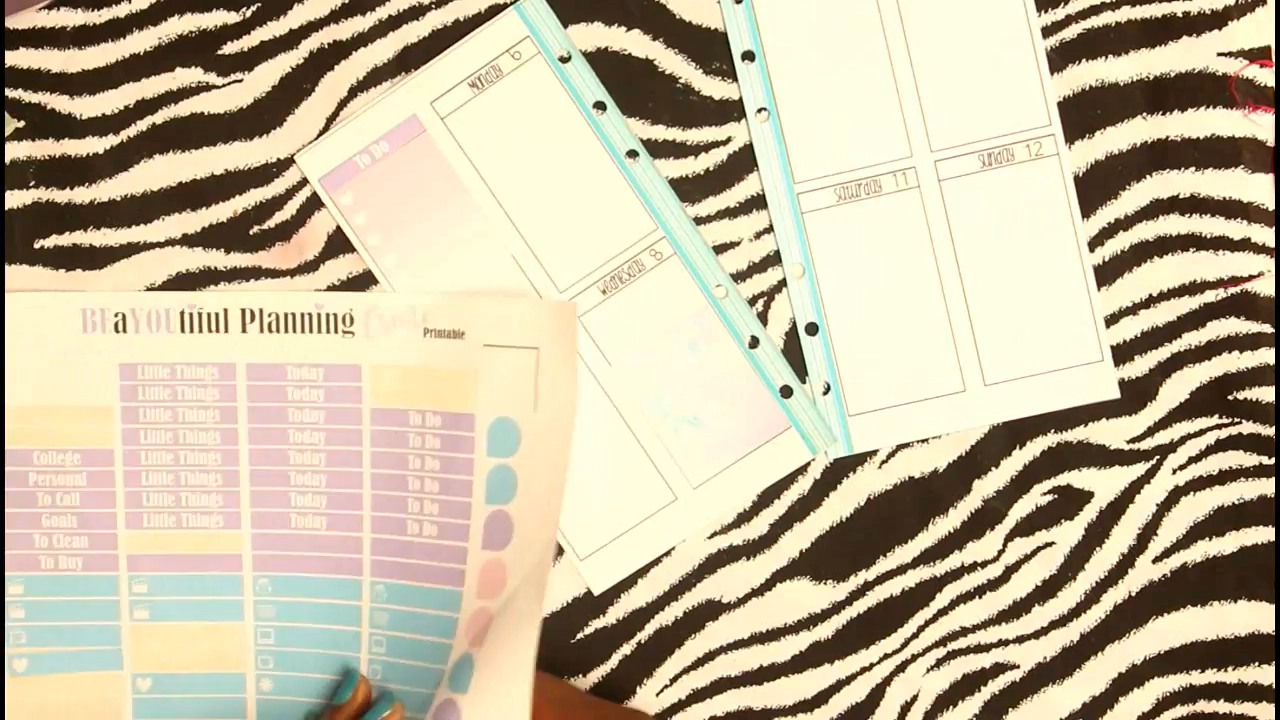 Monday 6
To Do
Wednesday 8
Saturday 11
Sunday 12
BEaYOUtiful Planning
Printable
Little Things Today
Little Things Today
Little Things Today To Do
Little Things Today To Do
College Little Things Today To Do
Personal Little Things Today To Do
To Call Little Things Today To Do
Goals Little Things Today To Do
To Clean
To Buy